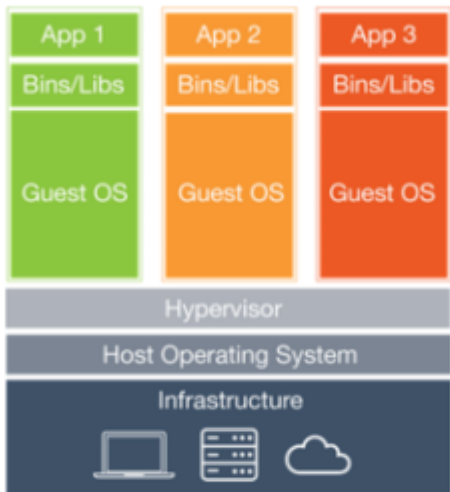 App 1
App 2
App 3
Bins/Libs
Bins/Libs
Bins/Libs
Guest OS
Guest OS
Guest OS
Hypervisor
Host Operating System
Infrastructure